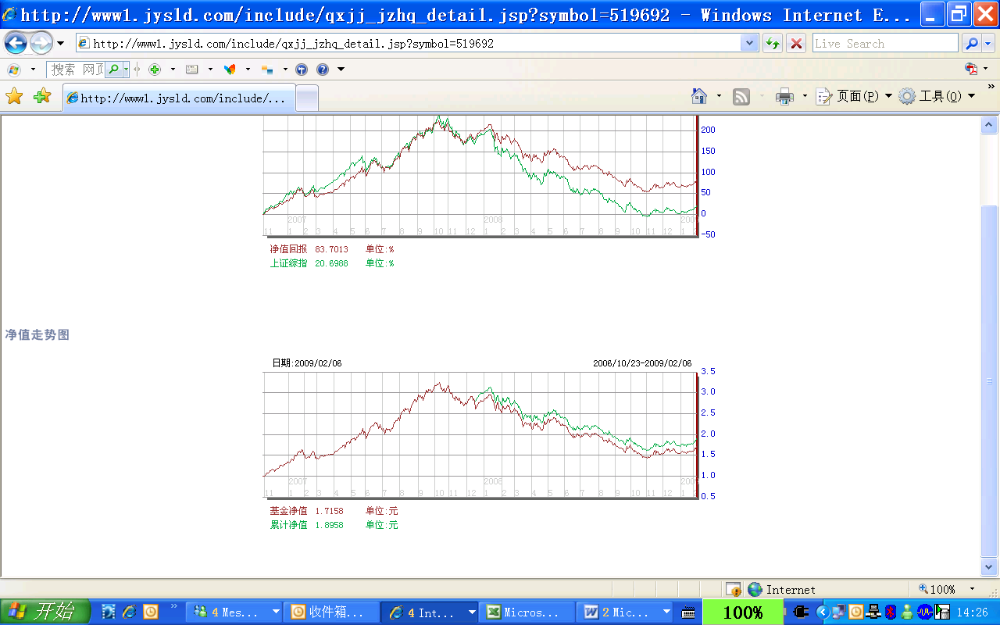 http://www1.jysld.com/include/qxjj_jzhq_detail.jsp?symbol=519692 - Windows Internet E...
http://www1.jysld.com/include/qxjj_jzhq_detail.jsp?symbol=519692 Live Search
搜索 网页
http://www1.jysld.com/include/... 页面(P) 工具(O) »
200
150
100
50
0
-50
2007 2008 200
11 1 2 3 4 5 6 7 8 9 10 11 12 1 2 3 4 5 6 7 8 9 10 11 12 1 2
净值回报 83.7013 单位:%
上证综指 20.6988 单位:%
净值走势图
日期:2009/02/06 2006/10/23-2009/02/06
3.5
3.0
2.5
2.0
1.5
1.0
0.5
2007 2008 200
11 1 2 3 4 5 6 7 8 9 10 11 12 1 2 3 4 5 6 7 8 9 10 11 12 1 2
基金净值 1.7158 单位:元
累计净值 1.8958 单位:元
Internet 100%
开始 » 4 Mes... 收件箱... 4 Int... Micros... 2 Mic... 100% 14:26